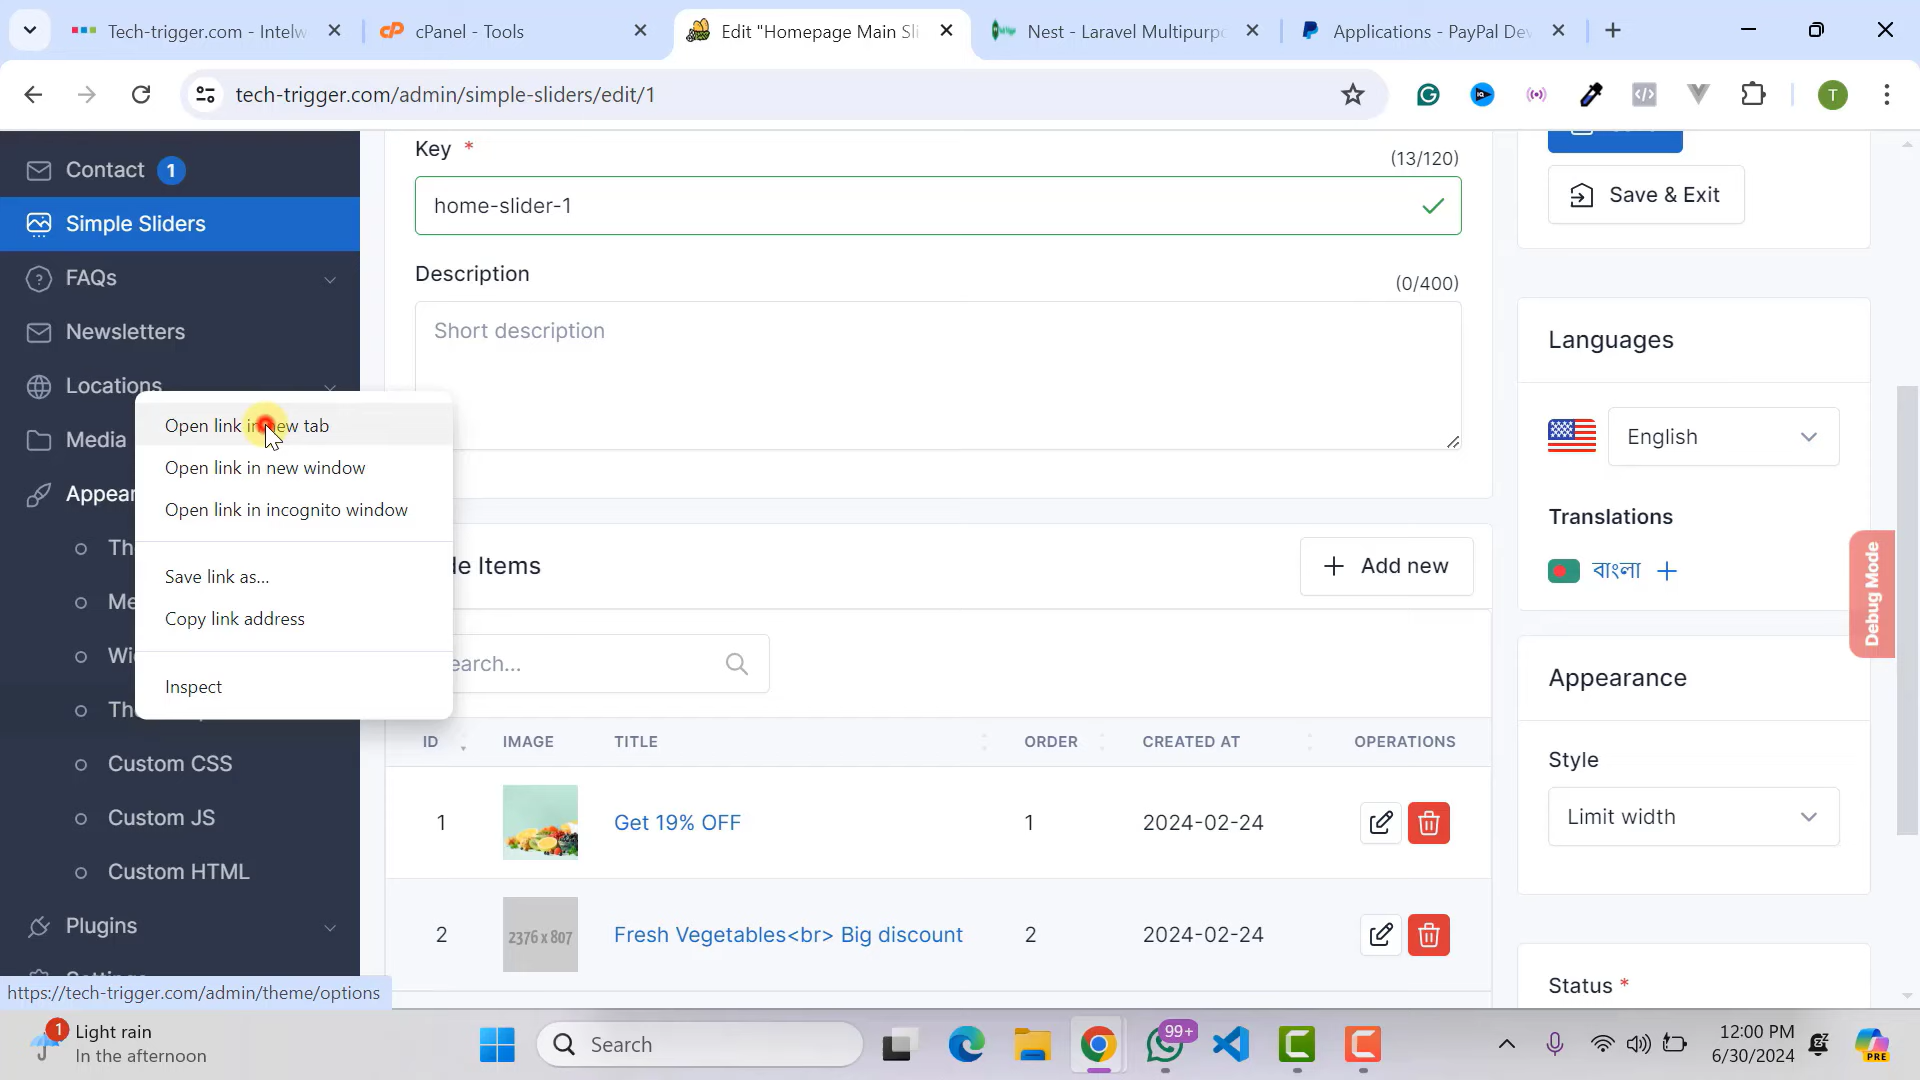 Tech-trigger.com - Intelw
cPanel - Tools
Edit "Homepage Main Sli
Nest - Laravel Multipurpo
Applications - PayPal Dev
tech-trigger.com/admin/simple-sliders/edit/1
T
Contact 1
Simple Sliders
FAQs
Newsletters
Locations
Media
Appear
Th
Me
Wi
Th
Custom CSS
Custom JS
Custom HTML
Plugins
Open link in new tab
Open link in new window
Open link in incognito window
Save link as...
Copy link address
Inspect
https://tech-trigger.com/admin/theme/options
Key *
(13/120)
home-slider-1
Description
(0/400)
Short description
de Items
Add new
earch...
ID IMAGE TITLE ORDER CREATED AT OPERATIONS
1 Get 19% OFF 1 2024-02-24
2 2376 x 807 Fresh Vegetables<br> Big discount 2 2024-02-24
Save & Exit
Languages
English
Translations
বাংলা
Appearance
Style
Limit width
Status *
Debug Mode
1
Light rain
In the afternoon
Search
99+
12:00 PM
6/30/2024
PRE